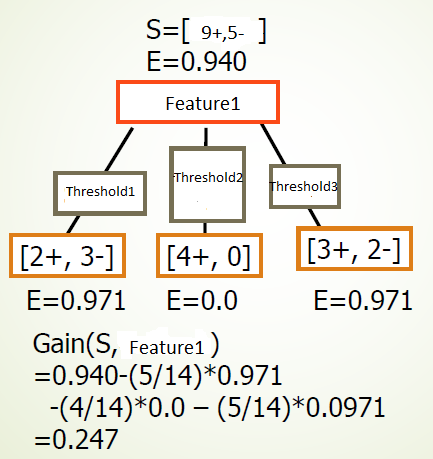 S=[ 9+,5- ]
E=0.940
Feature1
Threshold1
Threshold2
Threshold3
[2+, 3-]
[4+, 0]
[3+, 2-]
E=0.971
E=0.0
E=0.971
Gain(S, Feature1 )
=0.940-(5/14)*0.971
-(4/14)*0.0 – (5/14)*0.0971
=0.247